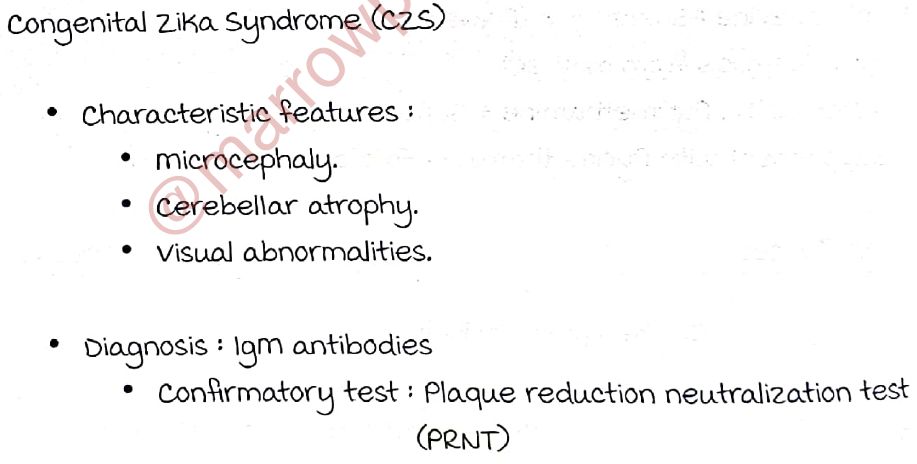 Congenital Zika Syndrome (CZS)
• Characteristic features :
• microcephaly.
• Cerebellar atrophy.
• Visual abnormalities.
• Diagnosis : Igm antibodies
• Confirmatory test : Plaque reduction neutralization test
(PRNT)
@marrowp